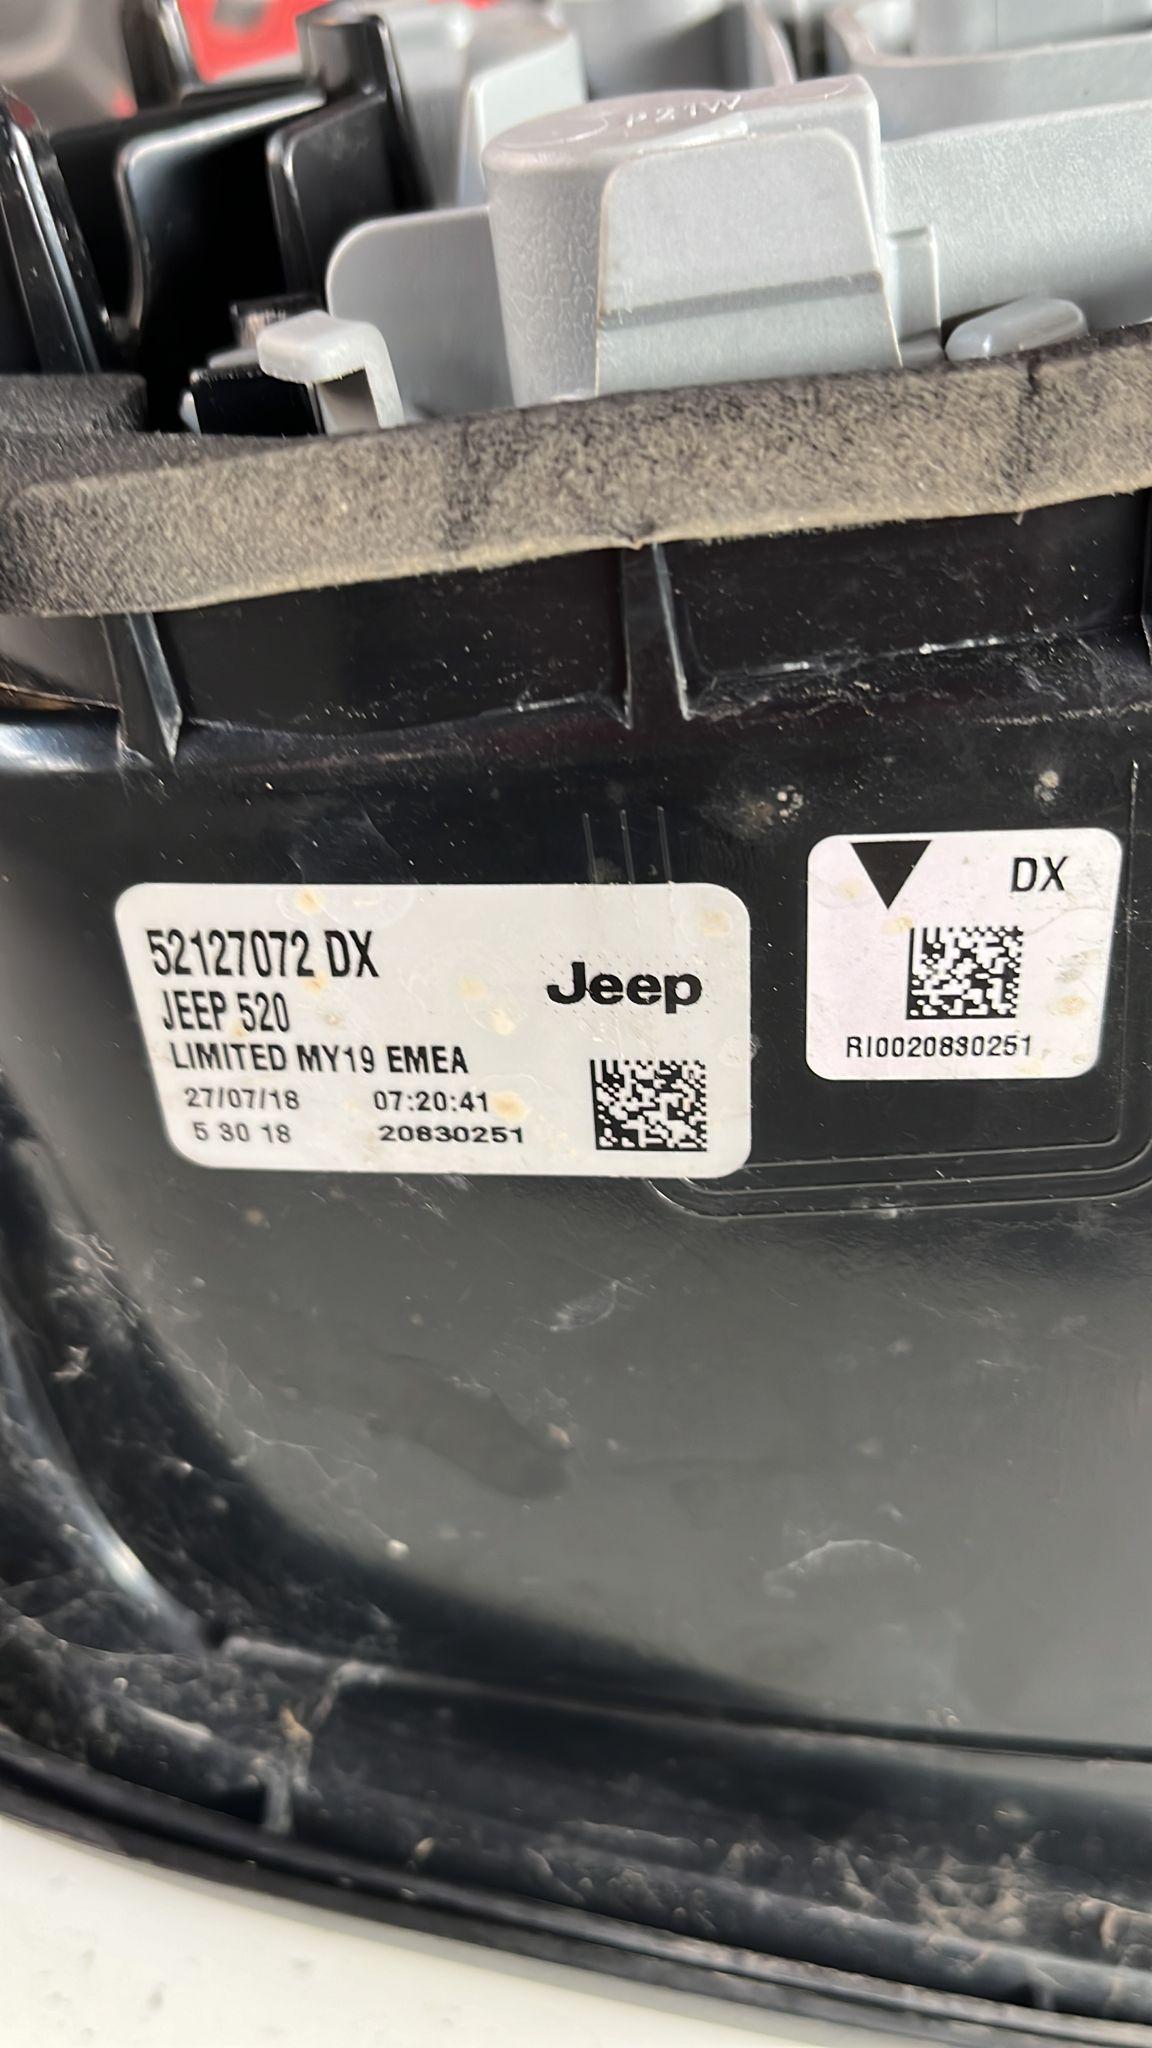 P21W
52127072 DX
JEEP 520
Jeep
LIMITED MY19 EMEA
27/07/18 07:20:41
5 30 18 20830251
DX
RI0020830251